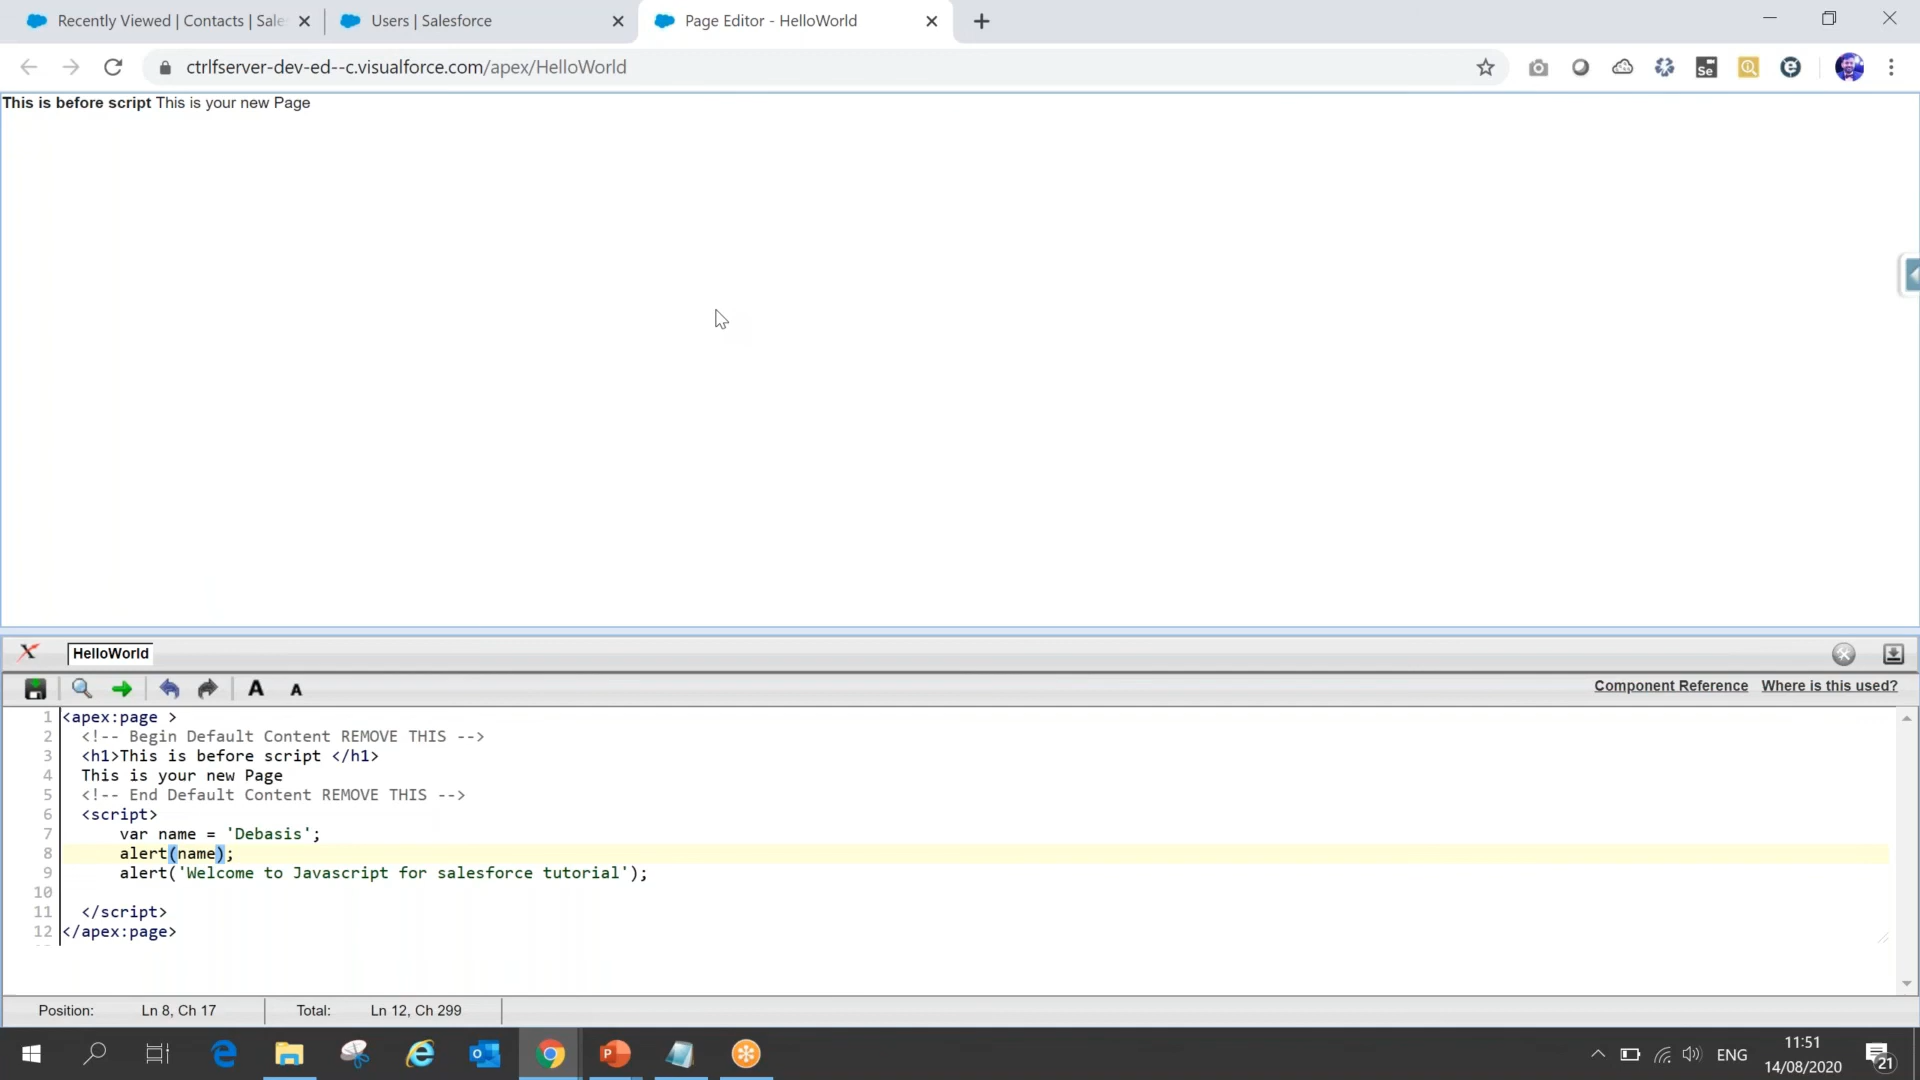 Recently Viewed | Contacts | Sale
Users | Salesforce
Page Editor - HelloWorld
ctrlfserver-dev-ed--c.visualforce.com/apex/HelloWorld
Se
This is before script This is your new Page
HelloWorld
A A
Component Reference Where is this used?
1 <apex:page >
2 <!-- Begin Default Content REMOVE THIS -->
3 <h1>This is before script </h1>
4 This is your new Page
5 <!-- End Default Content REMOVE THIS -->
6 <script>
7 var name = 'Debasis';
8 alert(name);
9 alert('Welcome to Javascript for salesforce tutorial');
10
11 </script>
12 </apex:page>
Position: Ln 8, Ch 17 Total: Ln 12, Ch 299
ENG
11:51
14/08/2020
21